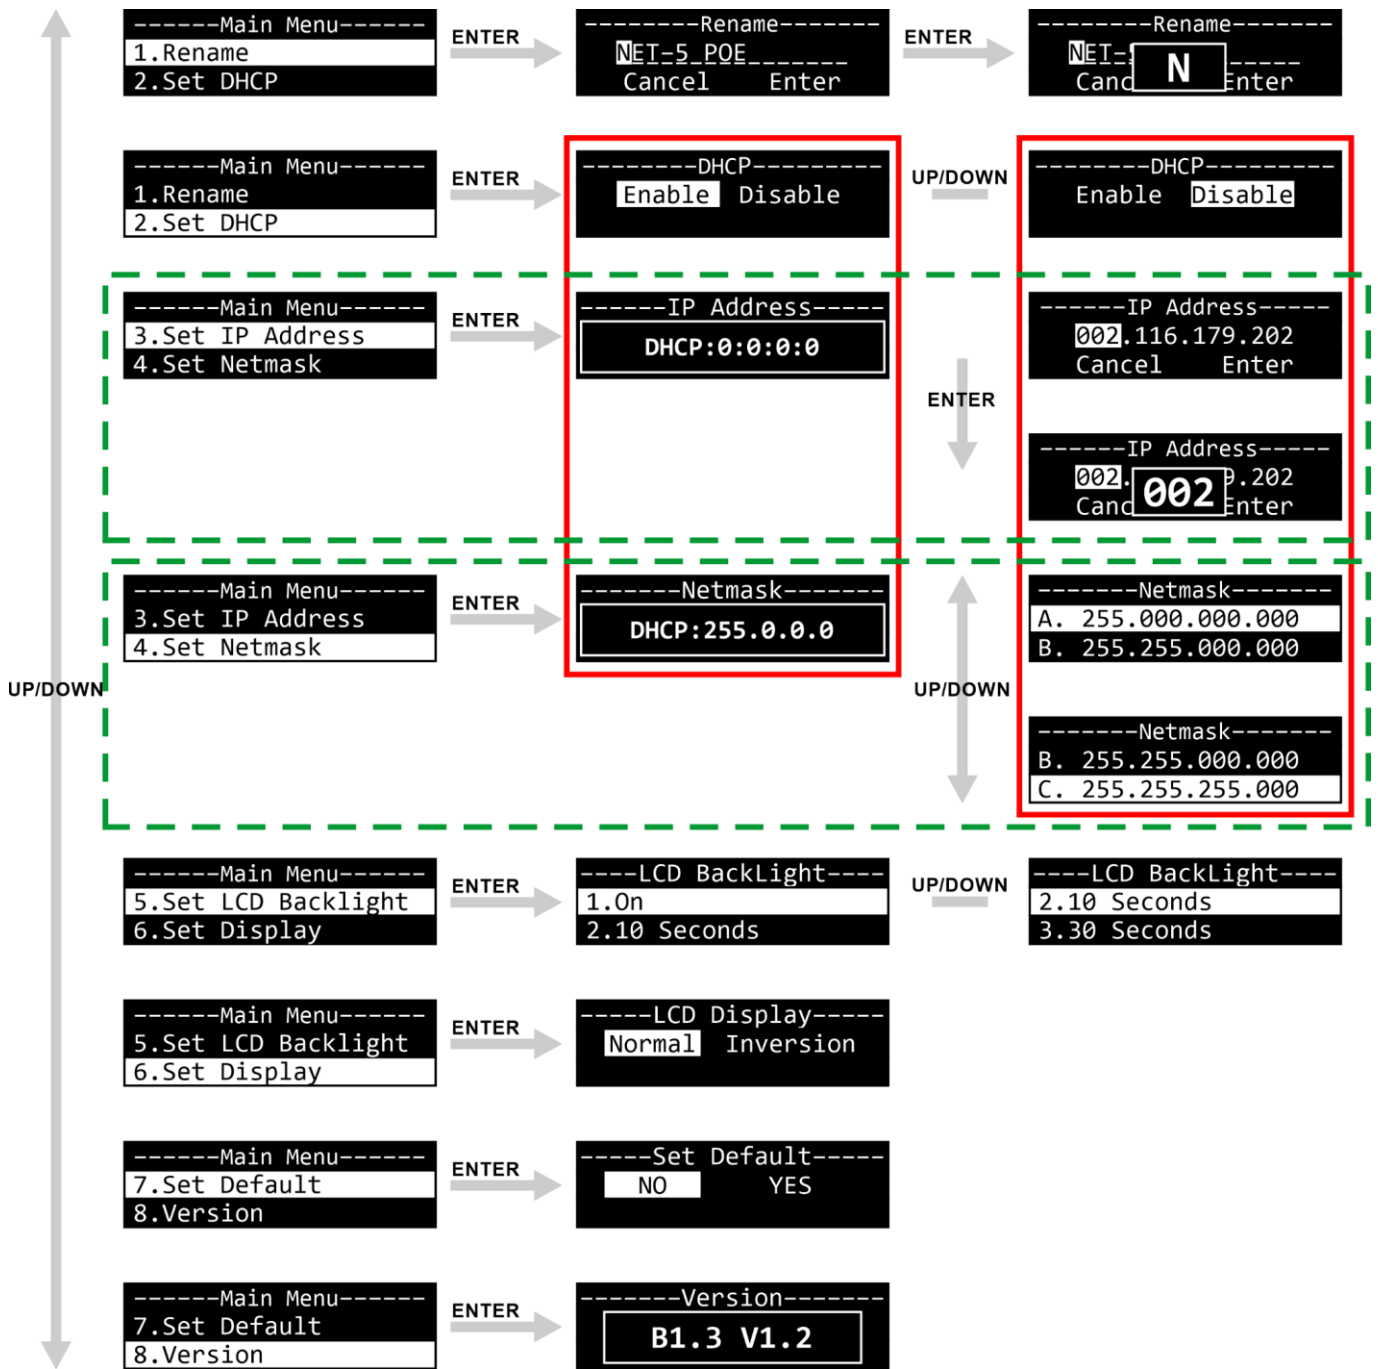 ------Main Menu------
1.Rename
2.Set DHCP
ENTER
--------Rename-------
NET-5_POE_______
Cancel Enter
ENTER
--------Rename-------
NET-
N
Canc Enter
------Main Menu------
1.Rename
2.Set DHCP
ENTER
--------DHCP---------
Enable Disable
UP/DOWN
--------DHCP---------
Enable Disable
------Main Menu------
3.Set IP Address
4.Set Netmask
ENTER
------IP Address-----
DHCP:0:0:0:0
------IP Address-----
002.116.179.202
Cancel Enter
ENTER
------IP Address-----
002. 9.202
002
Canc Enter
------Main Menu------
3.Set IP Address
4.Set Netmask
ENTER
-------Netmask-------
DHCP:255.0.0.0
-------Netmask-------
A. 255.000.000.000
B. 255.255.000.000
UP/DOWN
UP/DOWN
-------Netmask-------
B. 255.255.000.000
C. 255.255.255.000
------Main Menu------
5.Set LCD Backlight
6.Set Display
ENTER
----LCD BackLight----
1.On
2.10 Seconds
UP/DOWN
----LCD BackLight----
2.10 Seconds
3.30 Seconds
------Main Menu------
5.Set LCD Backlight
6.Set Display
ENTER
-----LCD Display-----
Normal Inversion
------Main Menu------
7.Set Default
8.Version
ENTER
-----Set Default-----
NO YES
------Main Menu------
7.Set Default
8.Version
ENTER
-------Version-------
B1.3 V1.2